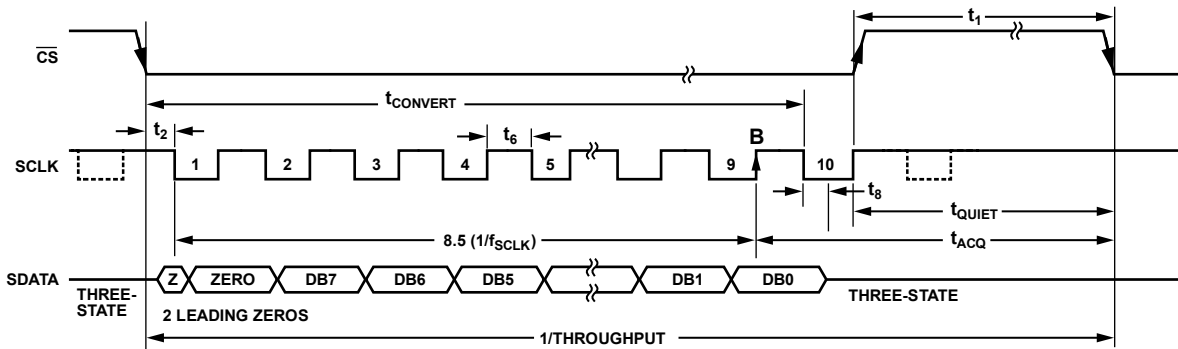 t1
CS
tCONVERT
t2
t6
B
SCLK
1
2
3
4
5
9
10
t8
tQUIET
8.5 (1/fSCLK)
tACQ
SDATA
Z
ZERO
DB7
DB6
DB5
DB1
DB0
THREE-
STATE
THREE-STATE
2 LEADING ZEROS
1/THROUGHPUT